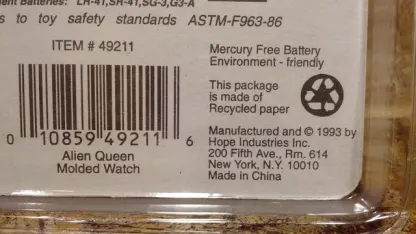 ent Batteries: LR-41,SR-41,SG-3,G3-A
s to toy safety standards ASTM-F963-86
ITEM # 49211
0 10859 49211 6
Alien Queen
Molded Watch
Mercury Free Battery
Environment - friendly
This package
is made of
Recycled paper
Manufactured and © 1993 by
Hope Industries Inc.
200 Fifth Ave., Rm. 614
New York, N.Y. 10010
Made in China